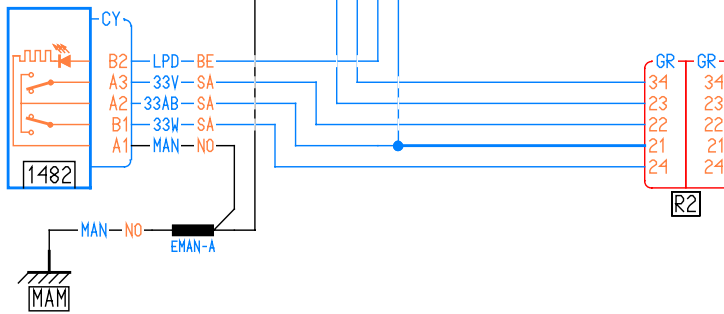 CY GR GR
B2 LPD BE
A3 33V SA 34 34
A2 33AB SA 23 23
B1 33W SA 22 22
A1 MAN NO 21 21
1482 24 24
R2
MAN NO
EMAN-A
MAM